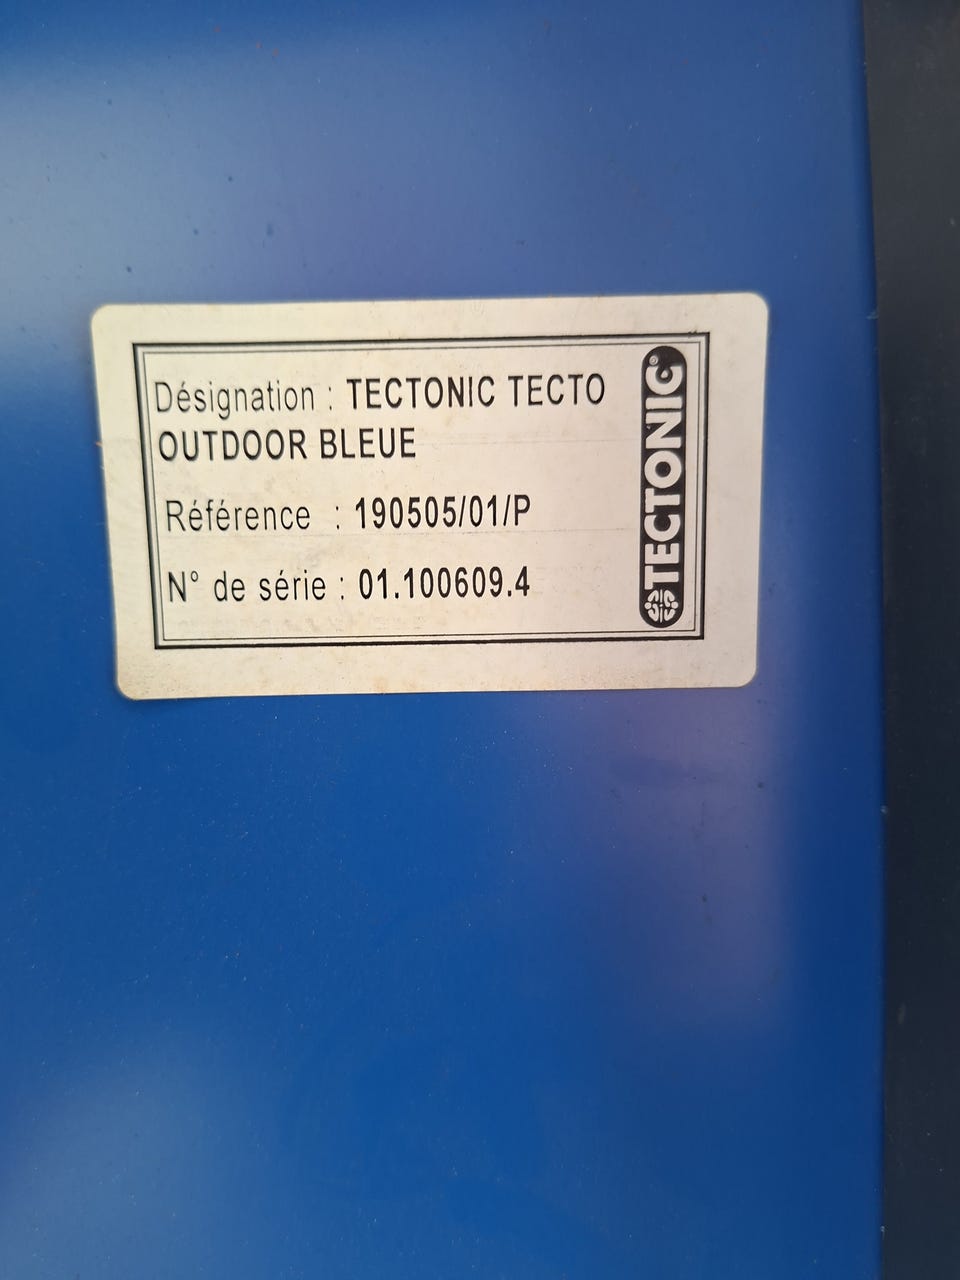 Désignation : TECTONIC TECTO
OUTDOOR BLEUE
Référence : 190505/01/P
N° de série : 01.100609.4
TECTONIC